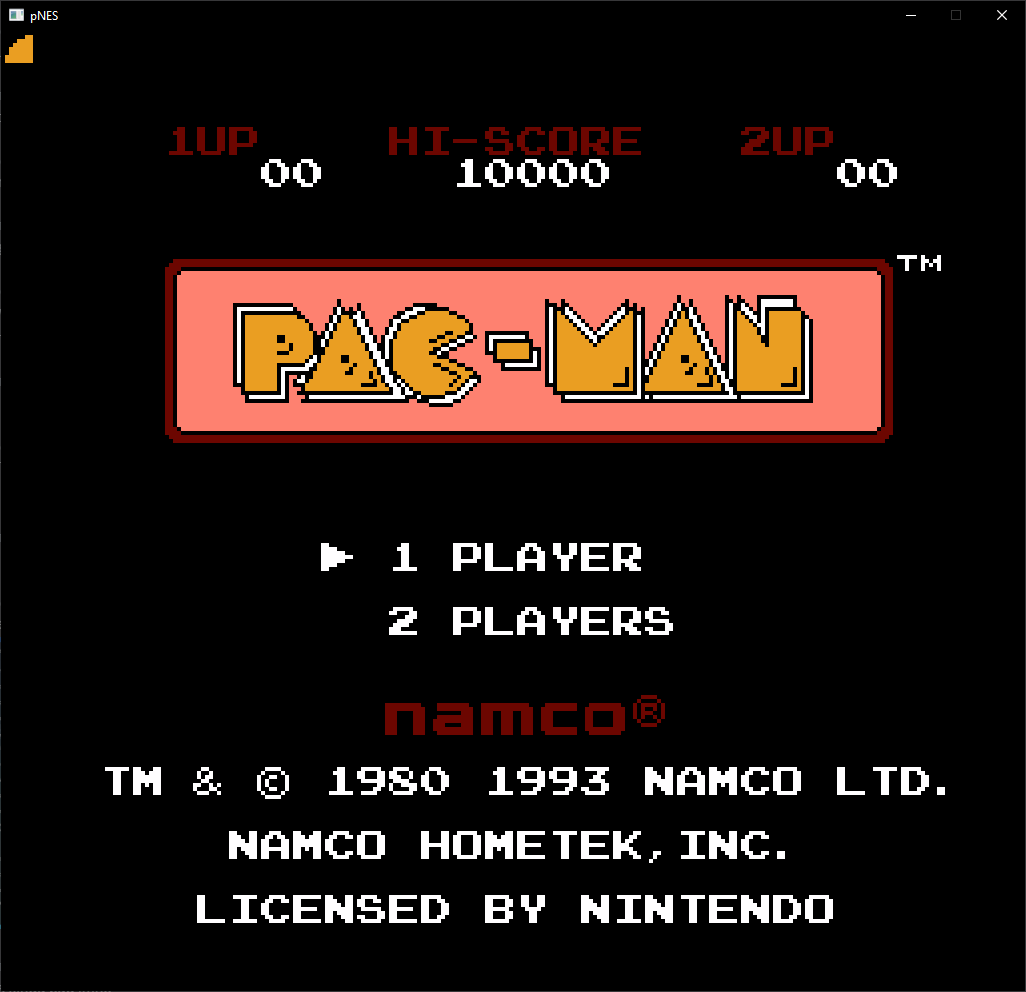 pNES
1UP HI-SCORE 2UP
00 10000 00
PAC-MAN TM
1 PLAYER
2 PLAYERS
namco®
TM & © 1980 1993 NAMCO LTD.
NAMCO HOMETEK,INC.
LICENSED BY NINTENDO